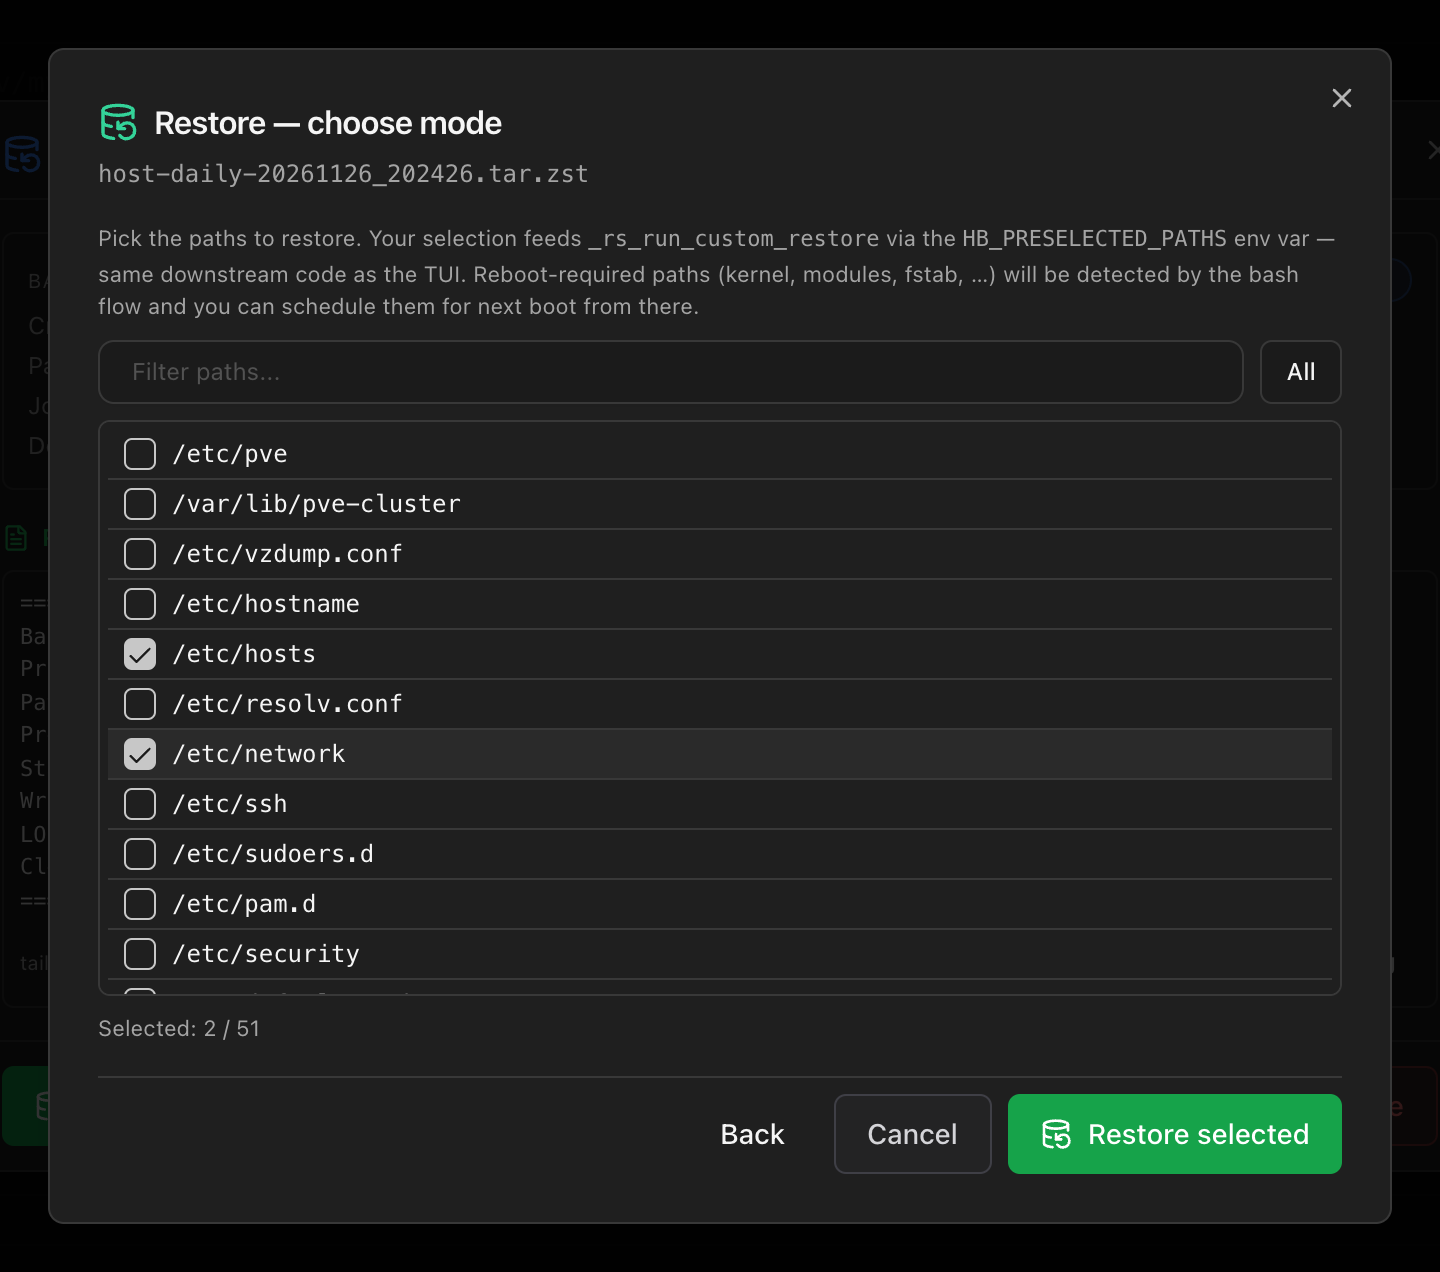 Restore — choose mode
host-daily-20261126_202426.tar.zst
Pick the paths to restore. Your selection feeds _rs_run_custom_restore via the HB_PRESELECTED_PATHS env var —
same downstream code as the TUI. Reboot-required paths (kernel, modules, fstab, …) will be detected by the bash
flow and you can schedule them for next boot from there.
Filter paths...
All
/etc/pve
/var/lib/pve-cluster
/etc/vzdump.conf
/etc/hostname
/etc/hosts
/etc/resolv.conf
/etc/network
/etc/ssh
/etc/sudoers.d
/etc/pam.d
/etc/security
Selected: 2 / 51
Back
Cancel
Restore selected